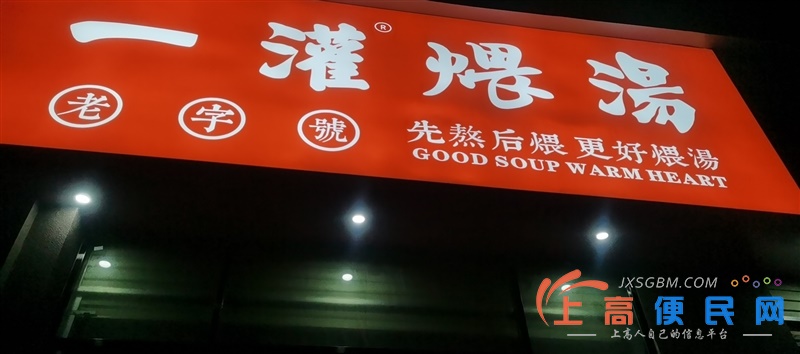 一灌®煨湯
老字號
先熬后煨 更好煨湯
GOOD SOUP WARM HEART
JXSGBM.COM
上高便民网
上高人自己的信息平台